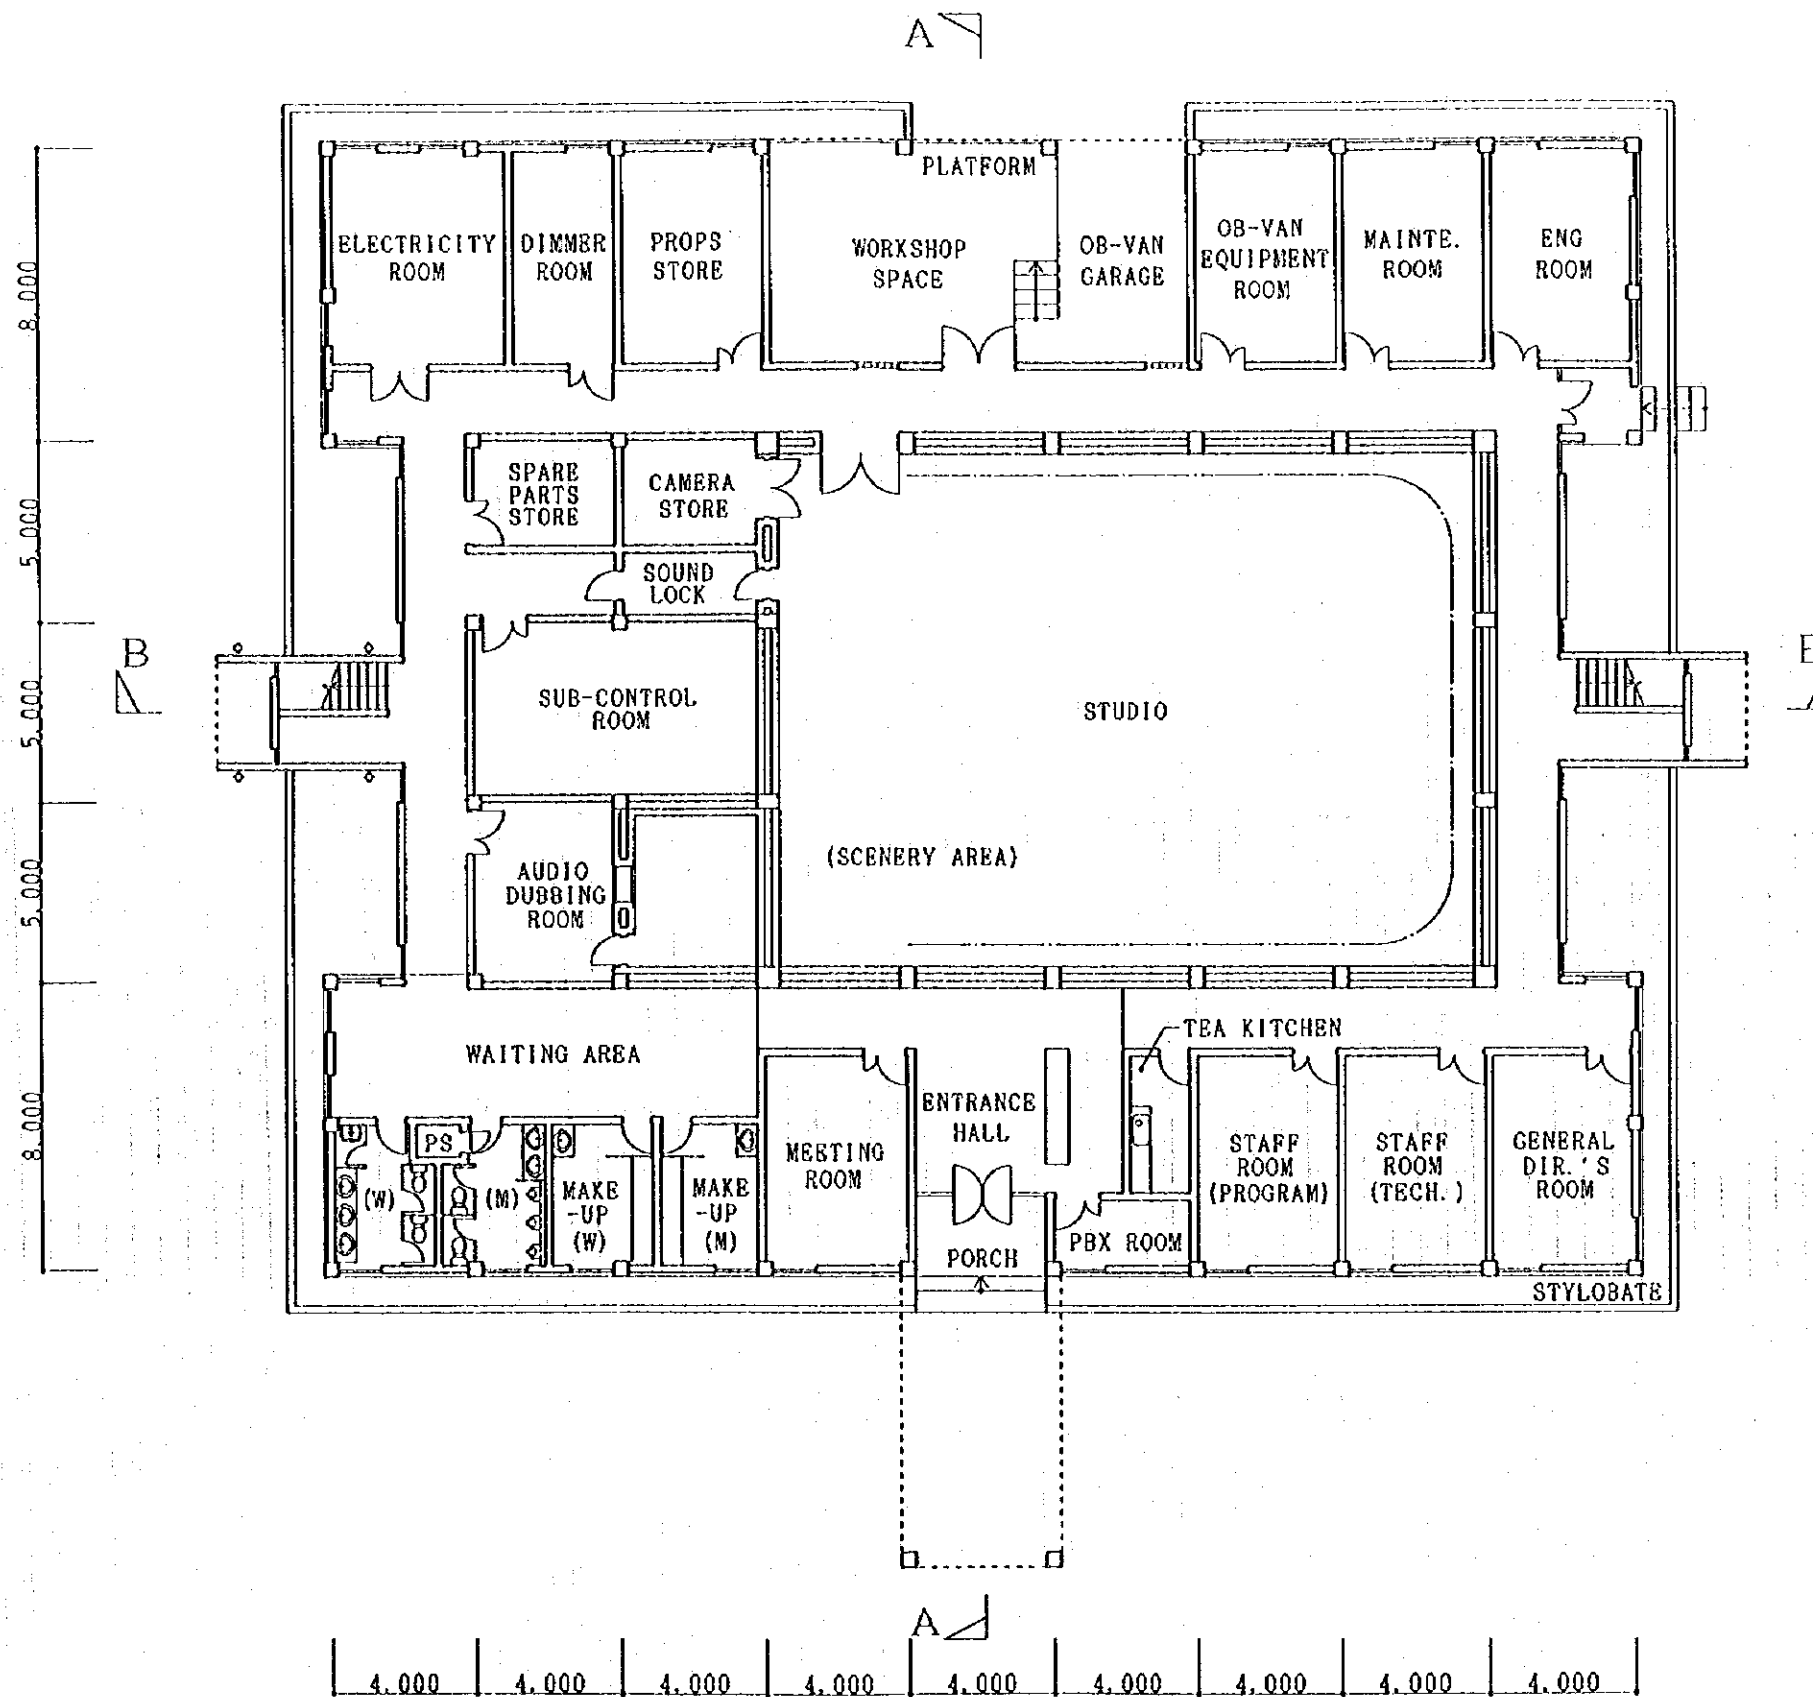 A
PLATFORM
ELECTRICITY
ROOM
DIMMER
ROOM
PROPS
STORE
WORKSHOP
SPACE
OB-VAN
GARAGE
OB-VAN
EQUIPMENT
ROOM
MAINTE.
ROOM
ENG
ROOM
8.000
SPARE
PARTS
STORE
CAMERA
STORE
5.000
SOUND
LOCK
B
B
SUB-CONTROL
ROOM
STUDIO
5.000
(SCENERY AREA)
AUDIO
DUBBING
ROOM
5.000
WAITING AREA
TEA KITCHEN
ENTRANCE
HALL
8.000
PS
(W)
(M)
MAKE
-UP
(W)
MAKE
-UP
(M)
MEETING
ROOM
STAFF
ROOM
(PROGRAM)
STAFF
ROOM
(TECH.)
GENERAL
DIR.'S
ROOM
PBX ROOM
PORCH
STYLOBATE
A
4.000 4.000 4.000 4.000 4.000 4.000 4.000 4.000 4.000